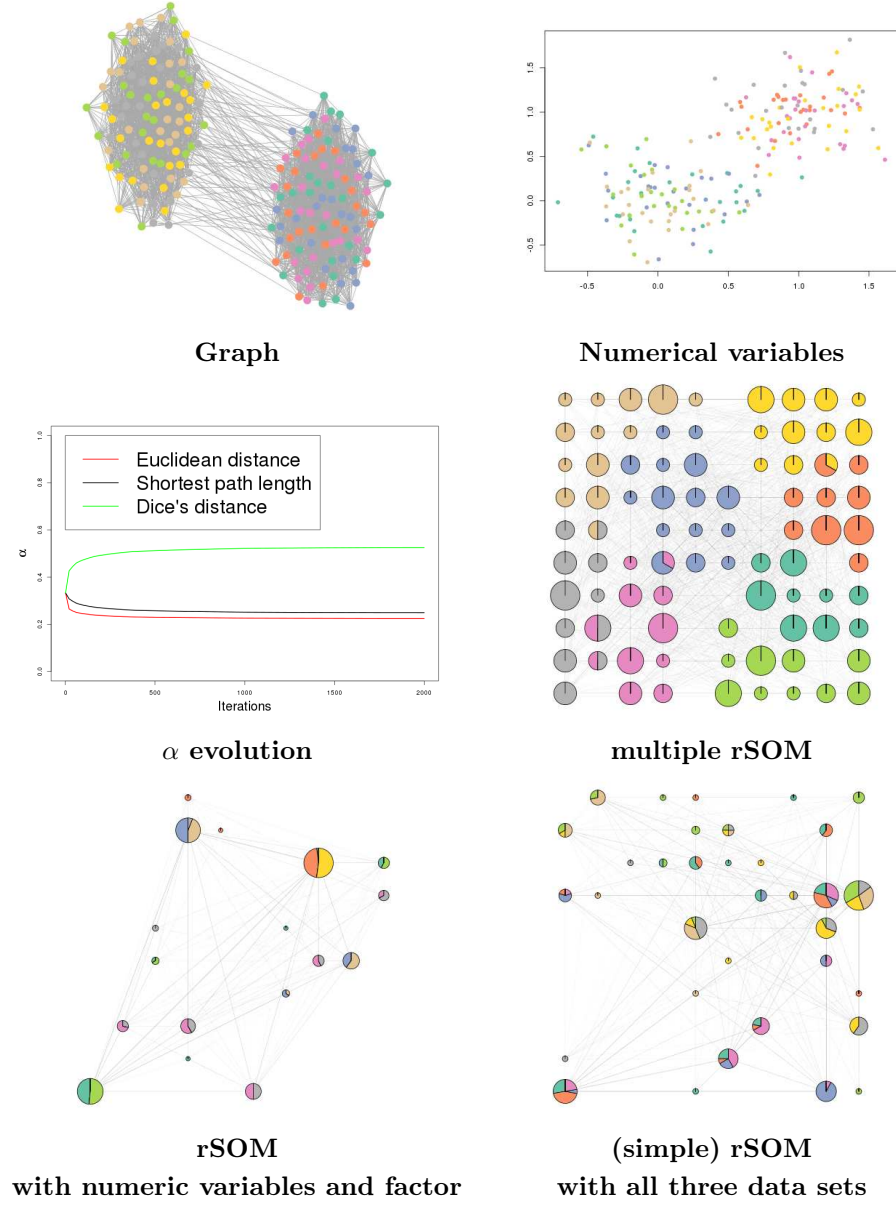 1.5
1.0
0.5
0.0
-0.5
-0.5 0.0 0.5 1.0 1.5
Graph
Numerical variables
1.0
0.8
0.6
0.4
0.2
0.0
α
Euclidean distance
Shortest path length
Dice's distance
0 500 1000 1500 2000
Iterations
α evolution
multiple rSOM
rSOM
with numeric variables and factor
(simple) rSOM
with all three data sets